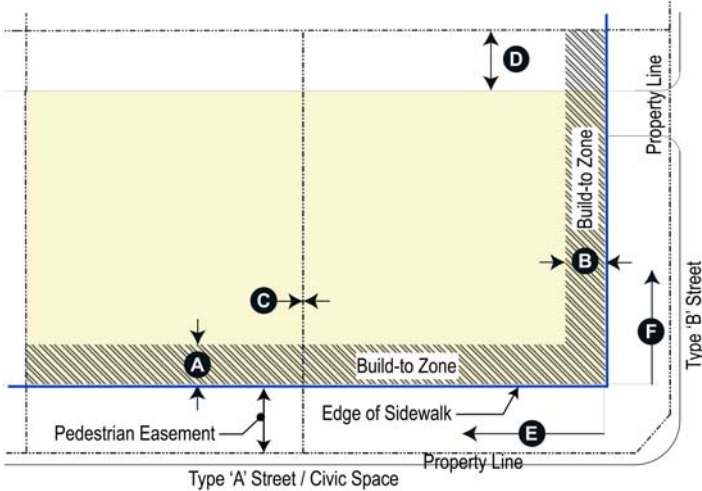 D
Property Line
Build-to Zone
B
C
F
Type ‘B’ Street
A
Build-to Zone
Edge of Sidewalk
Pedestrian Easement
E
Property Line
Type ‘A’ Street / Civic Space